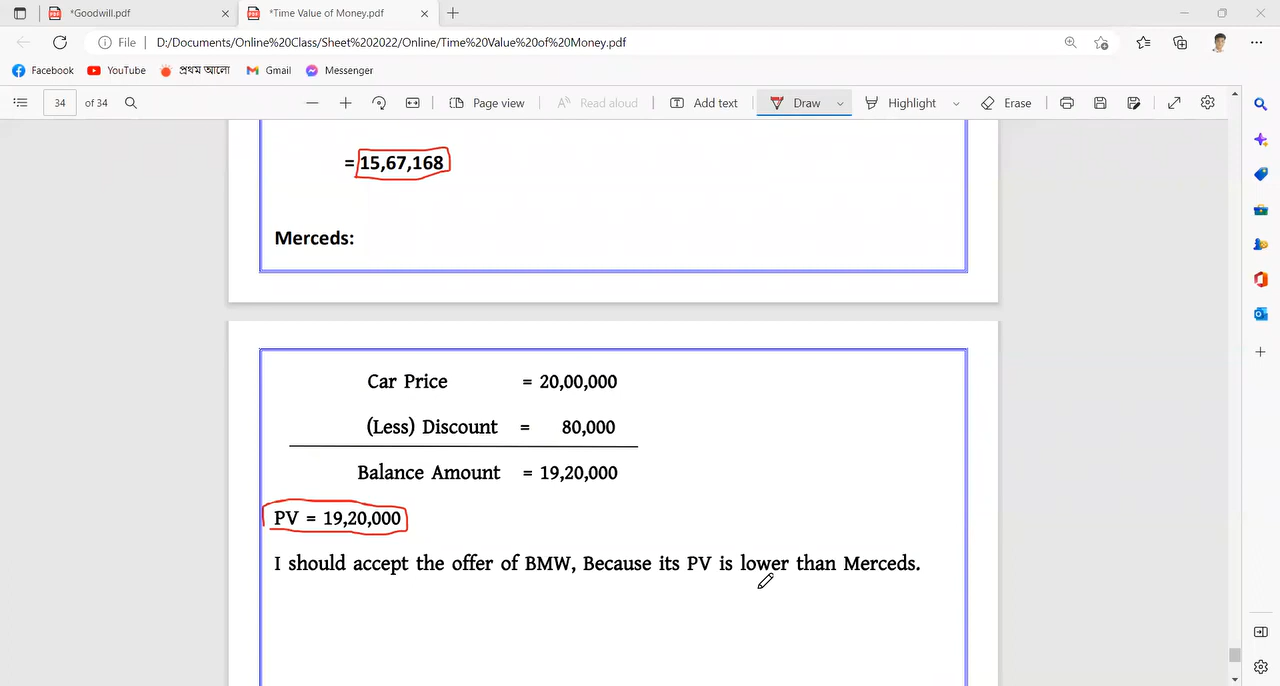 *Goodwill.pdf
*Time Value of Money.pdf
File
D:/Documents/Online%20Class/Sheet%202022/Online/Time%20Value%20of%20Money.pdf
Facebook
YouTube
প্রথম আলো
Gmail
Messenger
34 of 34
Page view
Read aloud
Add text
Draw
Highlight
Erase
= 15,67,168
Merceds:
Car Price = 20,00,000
(Less) Discount = 80,000
Balance Amount = 19,20,000
PV = 19,20,000
I should accept the offer of BMW, Because its PV is lower than Merceds.